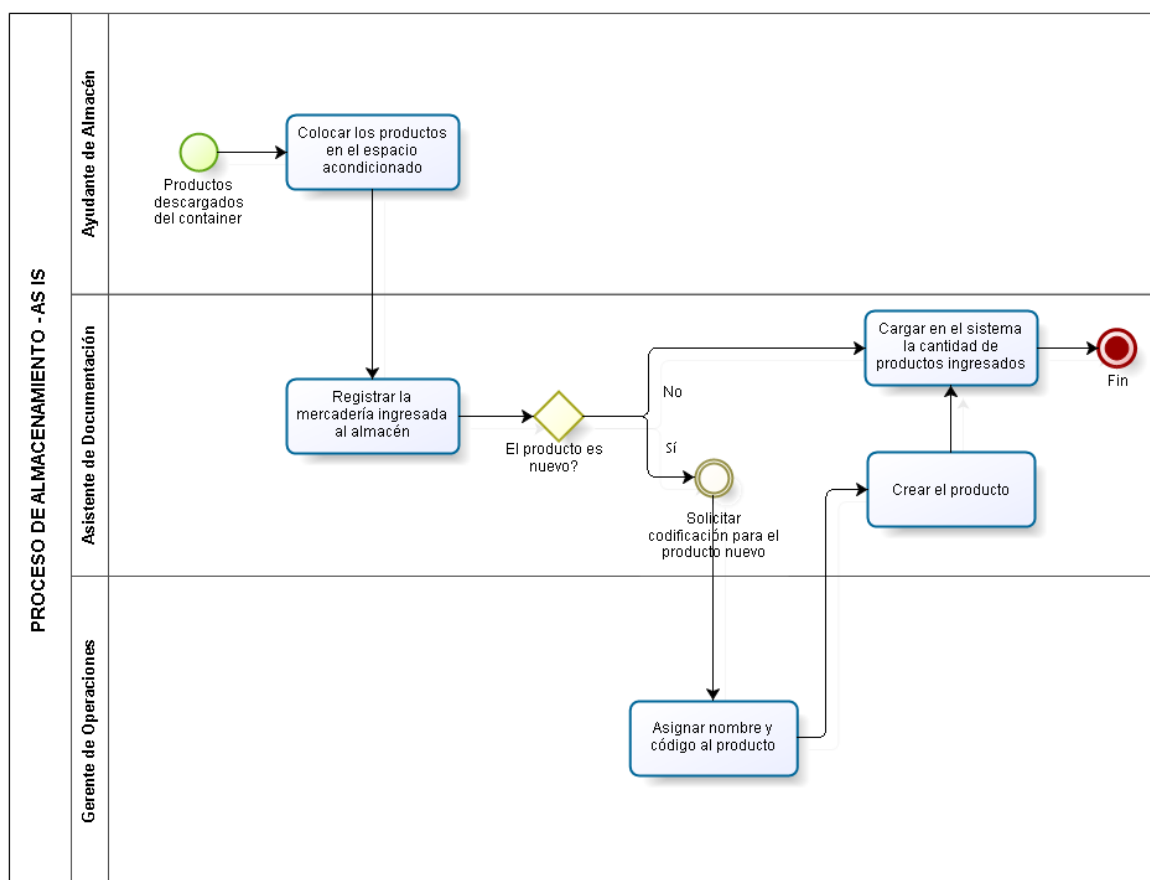 PROCESO DE ALMACENAMIENTO - AS IS
Ayudante de Almacén
Productos
descargados
del container
Colocar los productos
en el espacio
acondicionado
Asistente de Documentación
Registrar la
mercadería ingresada
al almacén
El producto es
nuevo?
No
Sí
Solicitar
codificación para el
producto nuevo
Cargar en el sistema
la cantidad de
productos ingresados
Fin
Crear el producto
Gerente de Operaciones
Asignar nombre y
código al producto